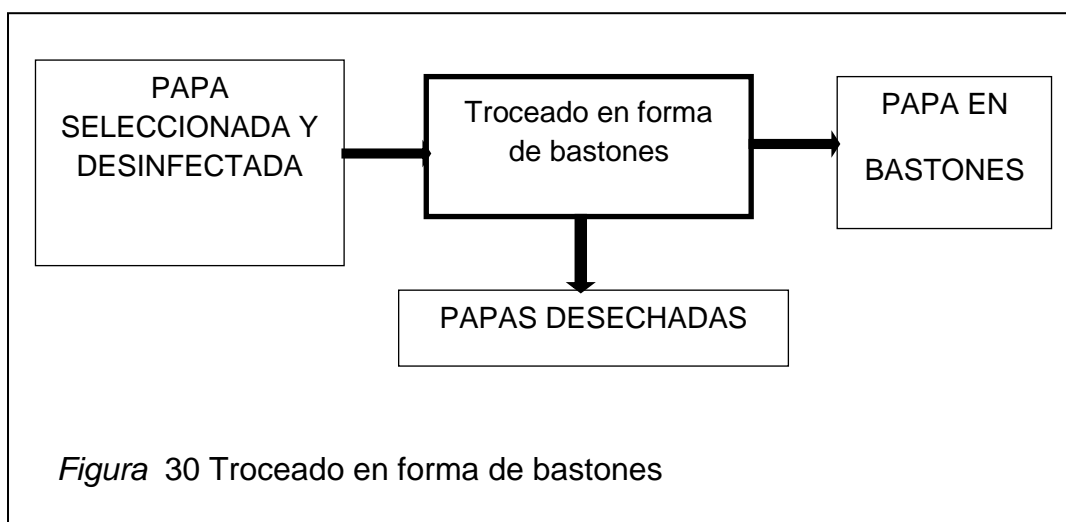 PAPA
SELECCIONADA Y
DESINFECTADA
Troceado en forma
de bastones
PAPA EN
BASTONES
PAPAS DESECHADAS
Figura 30 Troceado en forma de bastones